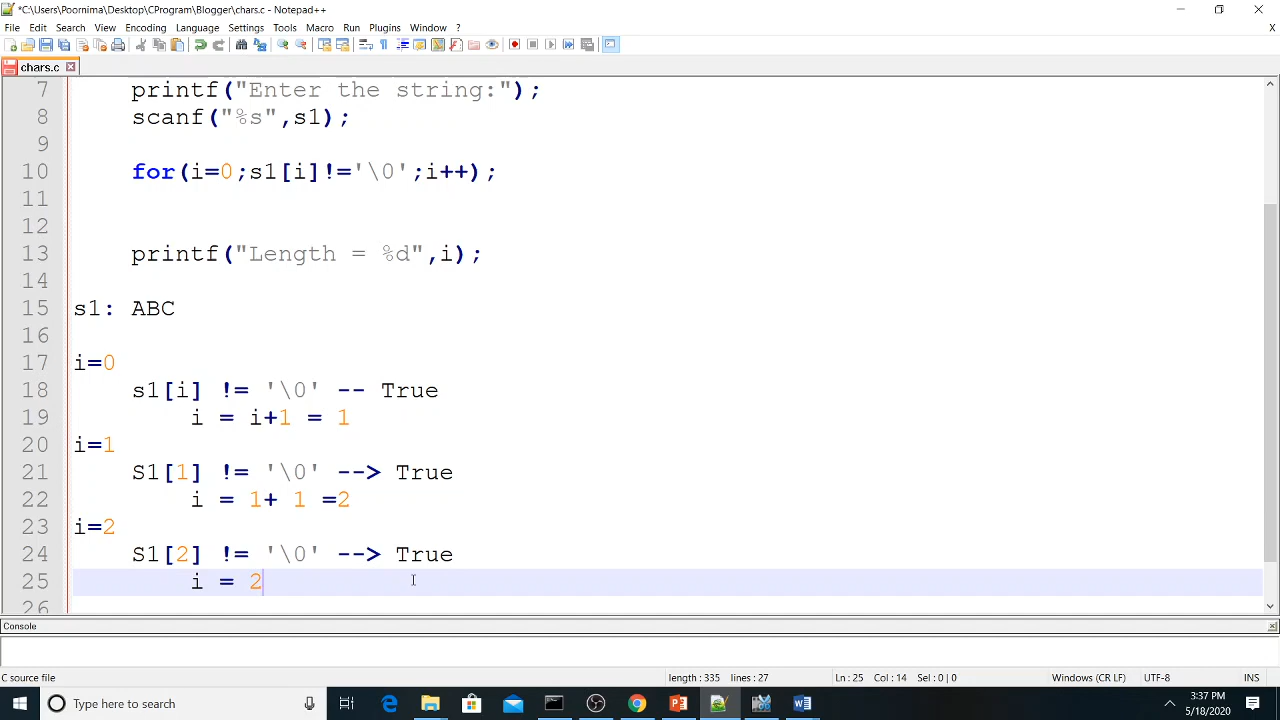 *C:\Users\Poornima\Desktop\CProgram\Blogger\chars.c - Notepad++
File Edit Search View Encoding Language Settings Tools Macro Run Plugins Window ? X
chars.c
7 printf("Enter the string:");
8 scanf("%s",s1);
9
10 for(i=0;s1[i]!='\0';i++);
11
12
13 printf("Length = %d",i);
14
15 s1: ABC
16
17 i=0
18 s1[i] != '\0' -- True
19 i = i+1 = 1
20 i=1
21 S1[1] != '\0' --> True
22 i = 1+ 1 =2
23 i=2
24 S1[2] != '\0' --> True
25 i = 2
26
Console
C source file length : 335 lines : 27 Ln : 25 Col : 14 Sel : 0 | 0 Windows (CR LF) UTF-8 INS
Type here to search
3:37 PM
5/18/2020